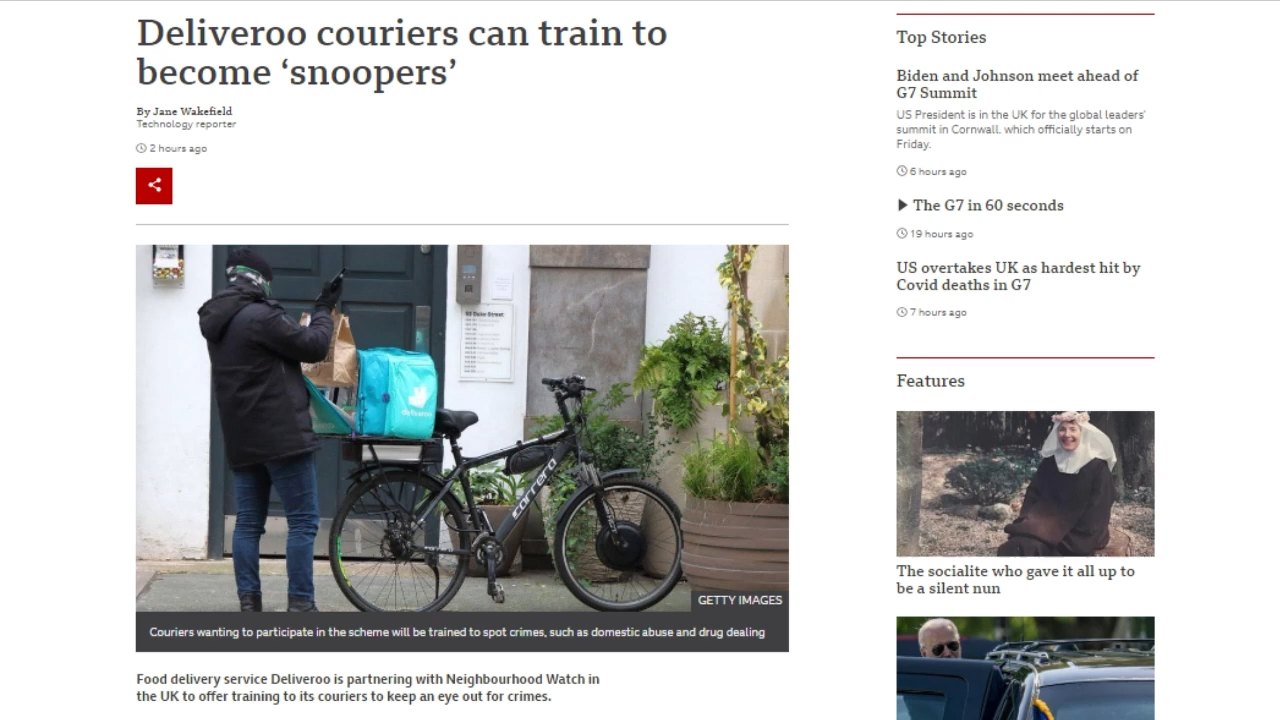 Deliveroo couriers can train to
become ‘snoopers’
By Jane Wakefield
Technology reporter
2 hours ago
55 Duke Street
deliveroo
carrera
GETTY IMAGES
Couriers wanting to participate in the scheme will be trained to spot crimes, such as domestic abuse and drug dealing
Food delivery service Deliveroo is partnering with Neighbourhood Watch in
the UK to offer training to its couriers to keep an eye out for crimes.
Top Stories
Biden and Johnson meet ahead of
G7 Summit
US President is in the UK for the global leaders'
summit in Cornwall. which officially starts on
Friday.
6 hours ago
The G7 in 60 seconds
19 hours ago
US overtakes UK as hardest hit by
Covid deaths in G7
7 hours ago
Features
The socialite who gave it all up to
be a silent nun